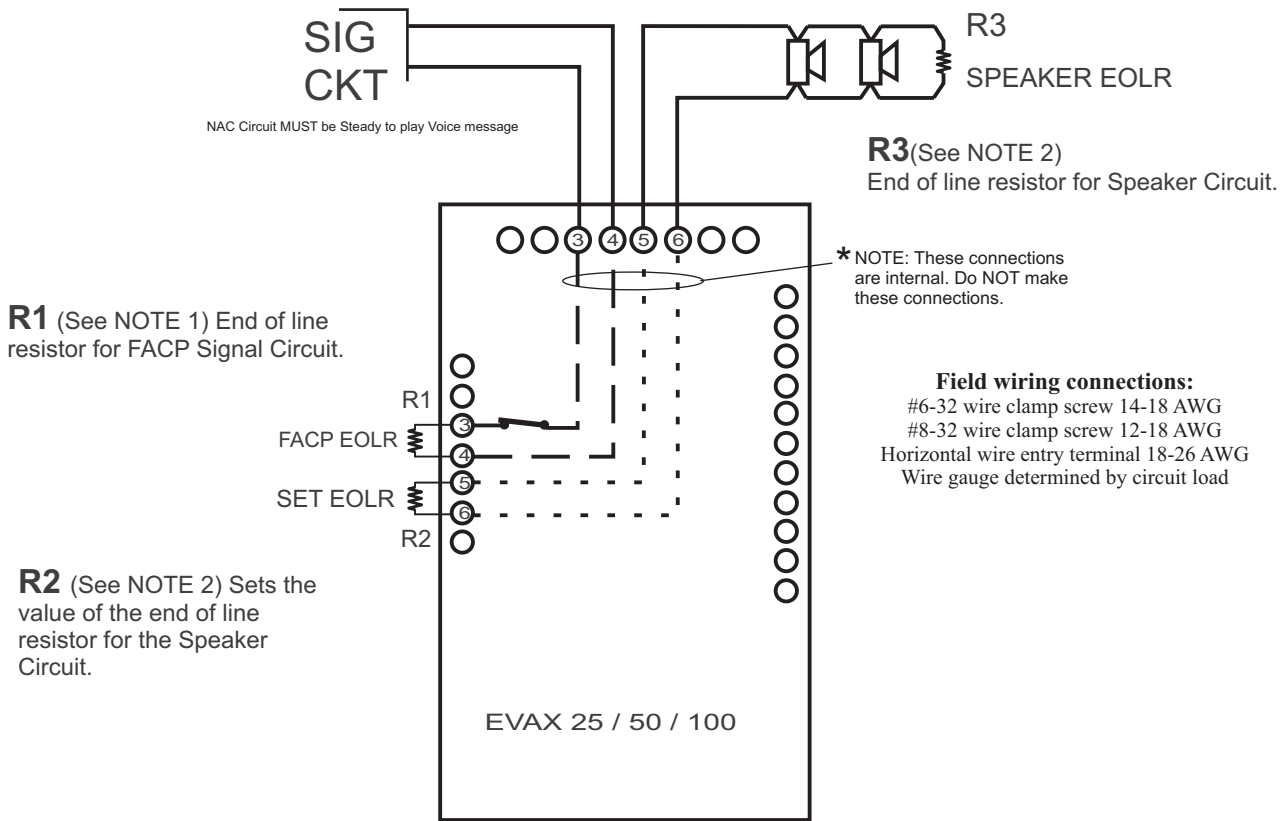 SIG
CKT
NAC Circuit MUST be Steady to play Voice message
R3
SPEAKER EOLR
R3(See NOTE 2)
End of line resistor for Speaker Circuit.
3 4 5 6
* NOTE: These connections
are internal. Do NOT make
these connections.
R1 (See NOTE 1) End of line
resistor for FACP Signal Circuit.
R1
3
FACP EOLR
4
5
SET EOLR
6
R2
Field wiring connections:
#6-32 wire clamp screw 14-18 AWG
#8-32 wire clamp screw 12-18 AWG
Horizontal wire entry terminal 18-26 AWG
Wire gauge determined by circuit load
R2 (See NOTE 2) Sets the
value of the end of line
resistor for the Speaker
Circuit.
EVAX 25 / 50 / 100